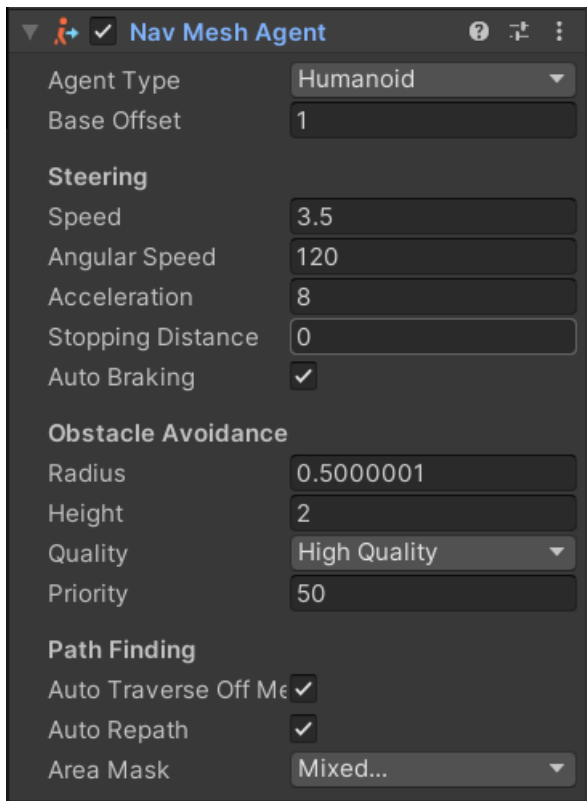 Nav Mesh Agent
Agent Type Humanoid
Base Offset 1
Steering
Speed 3.5
Angular Speed 120
Acceleration 8
Stopping Distance 0
Auto Braking
Obstacle Avoidance
Radius 0.5000001
Height 2
Quality High Quality
Priority 50
Path Finding
Auto Traverse Off Me
Auto Repath
Area Mask Mixed...